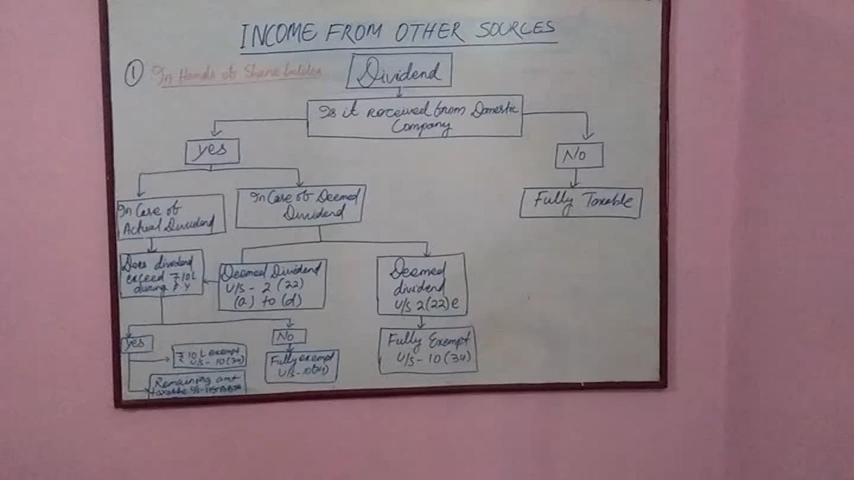 INCOME FROM OTHER SOURCES
① In Hands of Share holder
Dividend
Is it received from Domestic
Company
Yes
No
Fully Taxable
In Case of
Actual Dividend
In Case of Deemed
Dividend
Does dividend
exceed ₹10L
during P.Y
Deemed Dividend
U/S - 2 (22)
(a) to (d)
Deemed
dividend
U/S 2(22)e
Yes
No
₹10 L exempt
U/S - 10(34)
Fully exempt
U/S - 10(34)
Fully Exempt
U/S - 10(34)
Remaining amt
taxable U/S -